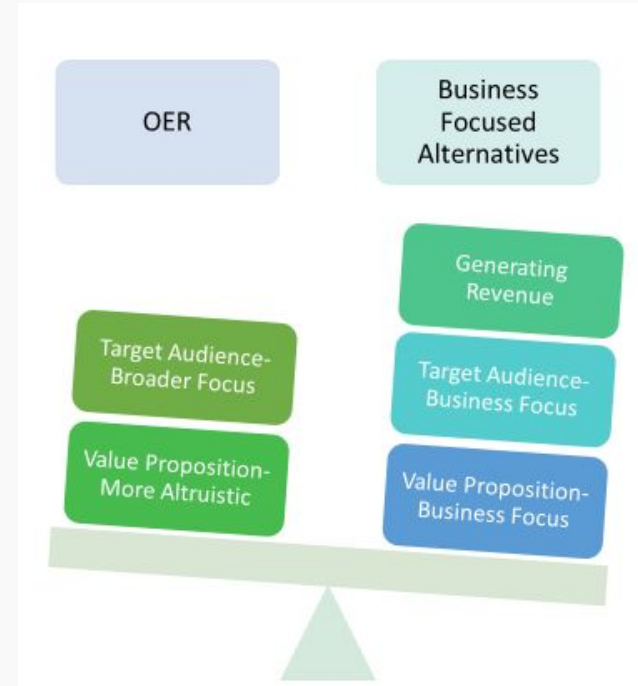 OER
Business
Focused
Alternatives
Generating
Revenue
Target Audience-
Broader Focus
Target Audience-
Business Focus
Value Proposition-
More Altruistic
Value Proposition-
Business Focus